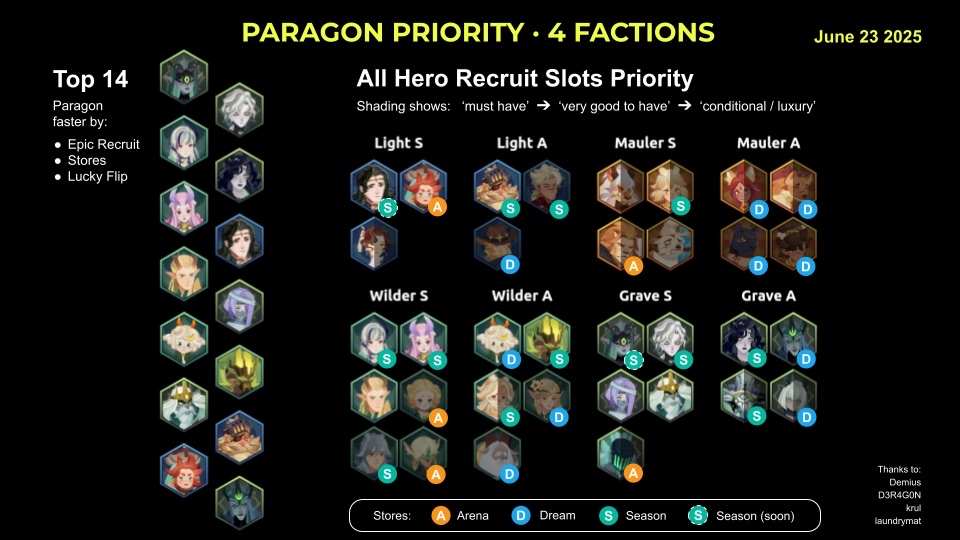 PARAGON PRIORITY · 4 FACTIONS
June 23 2025
Top 14
Paragon
faster by:
● Epic Recruit
● Stores
● Lucky Flip
All Hero Recruit Slots Priority
Shading shows: ‘must have’ ➔ ‘very good to have’ ➔ ‘conditional / luxury’
Light S
Light A
Mauler S
Mauler A
S A
S S
S
D D
D
A
D D
Wilder S
Wilder A
Grave S
Grave A
S S
D S
S S
S D
A
S D
S D
S A
D
A
Stores: A Arena D Dream S Season S Season (soon)
Thanks to:
Demius
D3R4G0N
krul
laundrymat